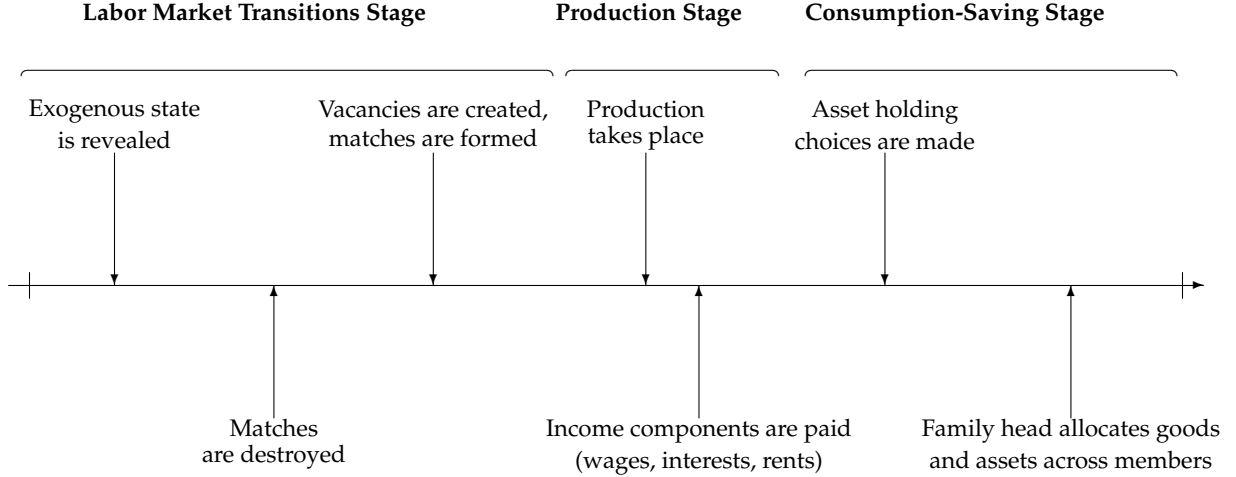 Labor Market Transitions Stage
Production Stage
Consumption-Saving Stage
Exogenous state
is revealed
Vacancies are created,
matches are formed
Production
takes place
Asset holding
choices are made
Matches
are destroyed
Income components are paid
(wages, interests, rents)
Family head allocates goods
and assets across members